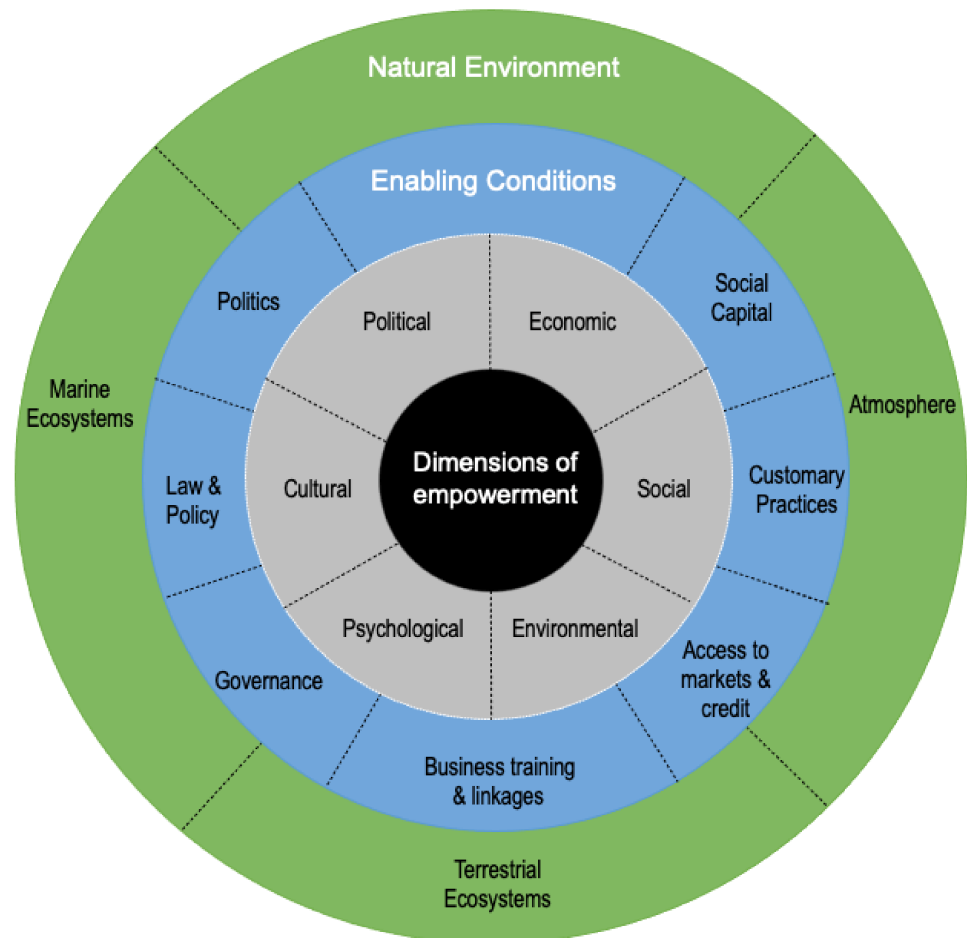 Natural Environment
Enabling Conditions
Politics
Social
Capital
Political
Economic
Marine
Ecosystems
Atmosphere
Dimensions of
empowerment
Law &
Policy
Cultural
Social
Customary
Practices
Psychological
Environmental
Governance
Access to
markets &
credit
Business training
& linkages
Terrestrial
Ecosystems